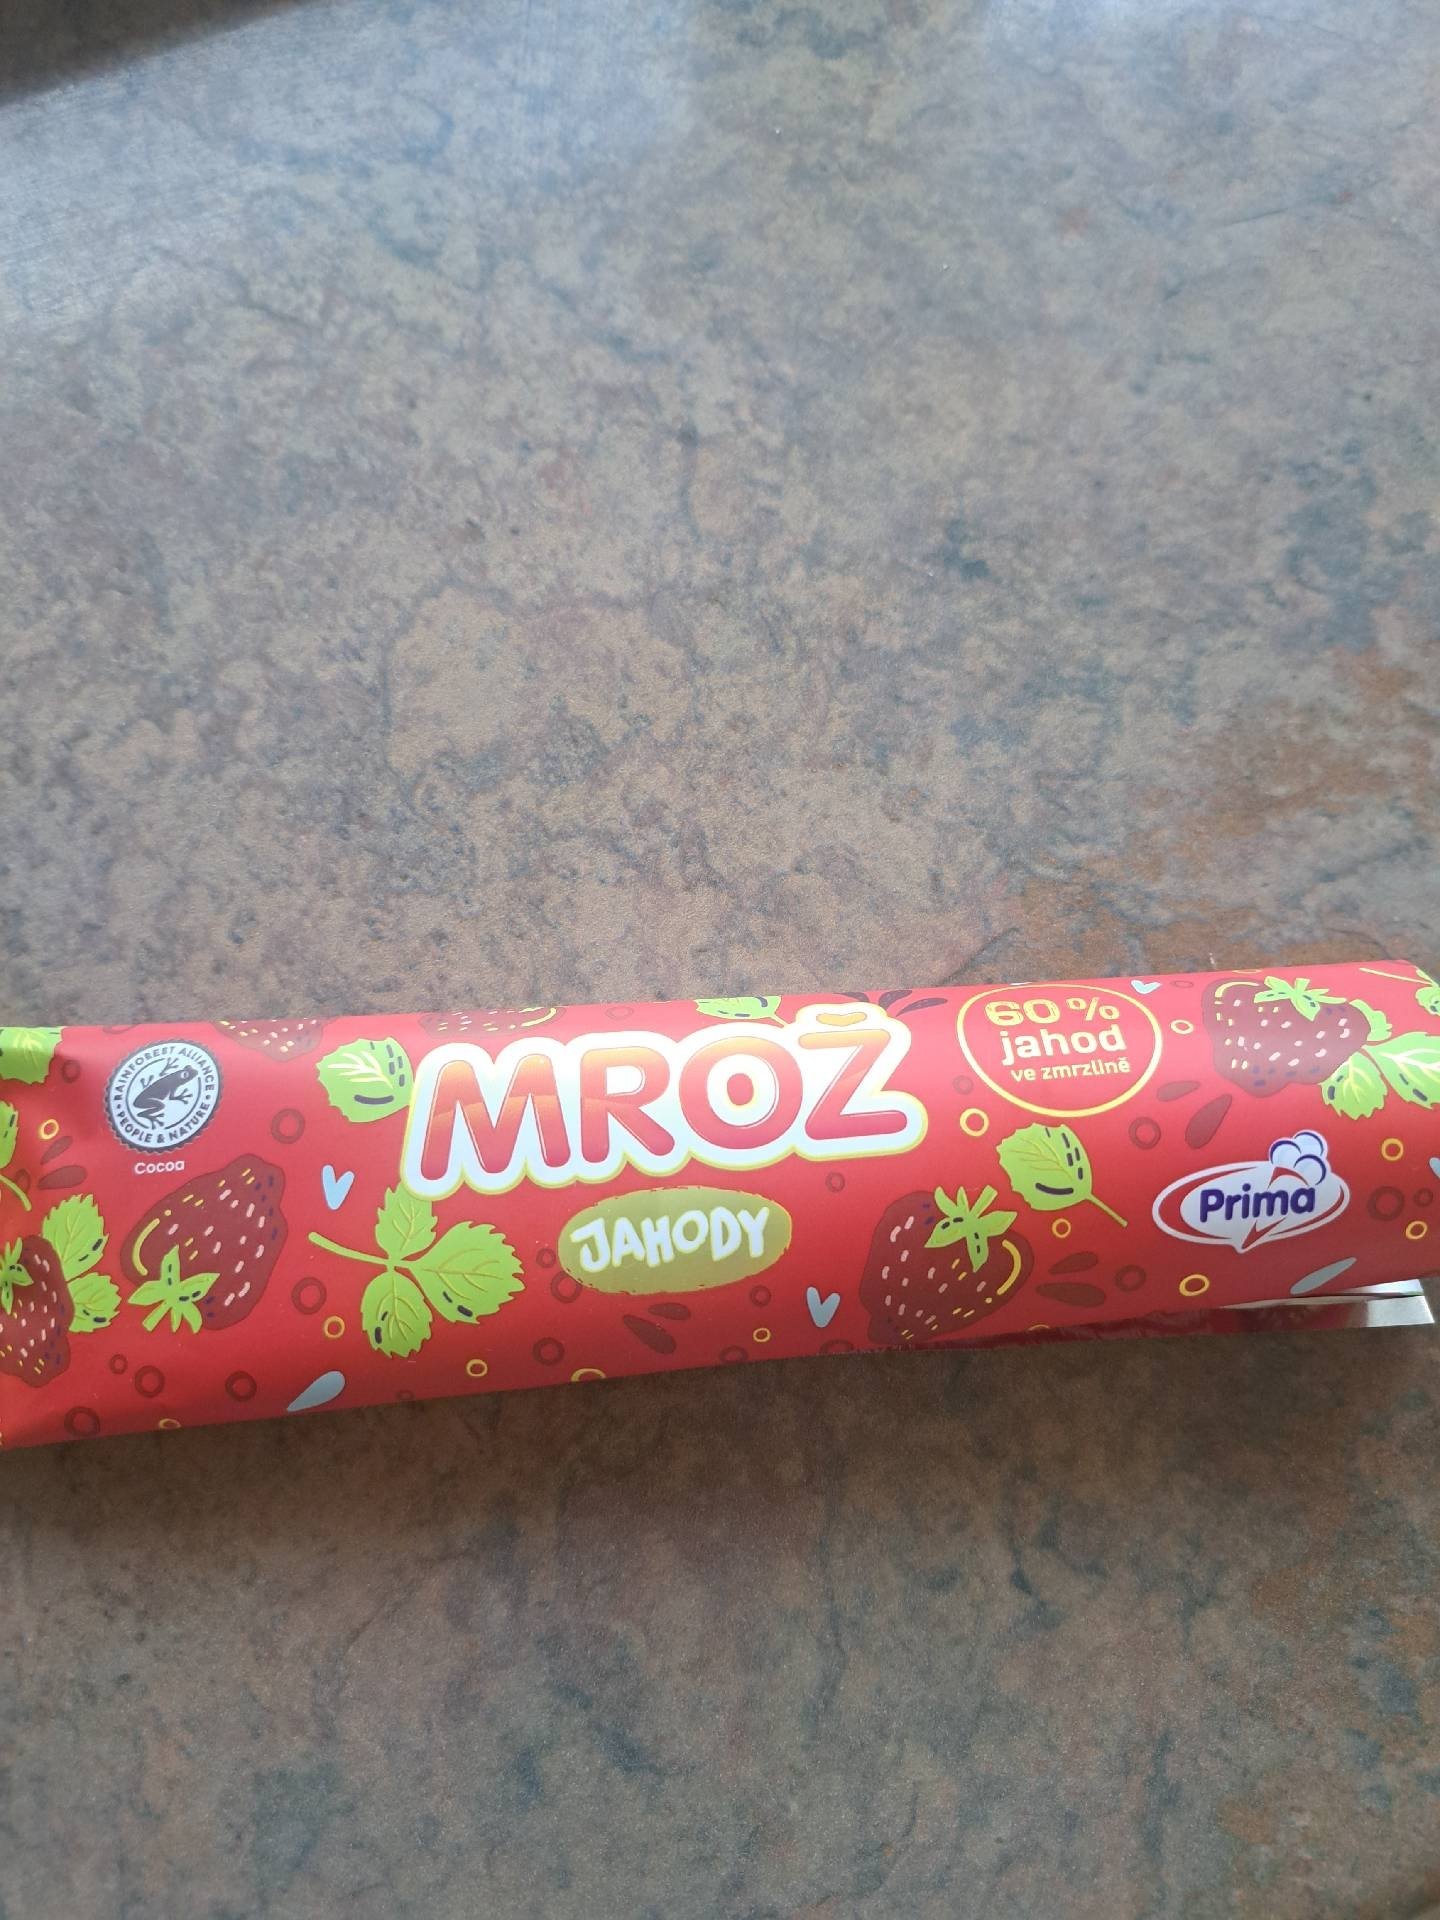 RAINFOREST ALLIANCE
PEOPLE & NATURE
Cocoa
MROŽ
JAHODY
60%
jahod
ve zmrzlině
Prima